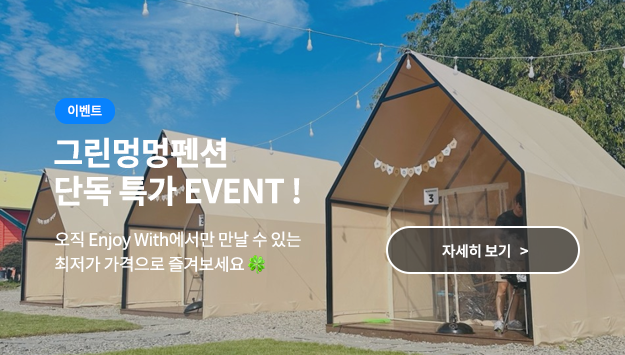 이벤트
그린멍멍펜션
단독 특가 EVENT !
오직 Enjoy With에서만 만날 수 있는
최저가 가격으로 즐겨보세요 🍀
자세히 보기 >
3